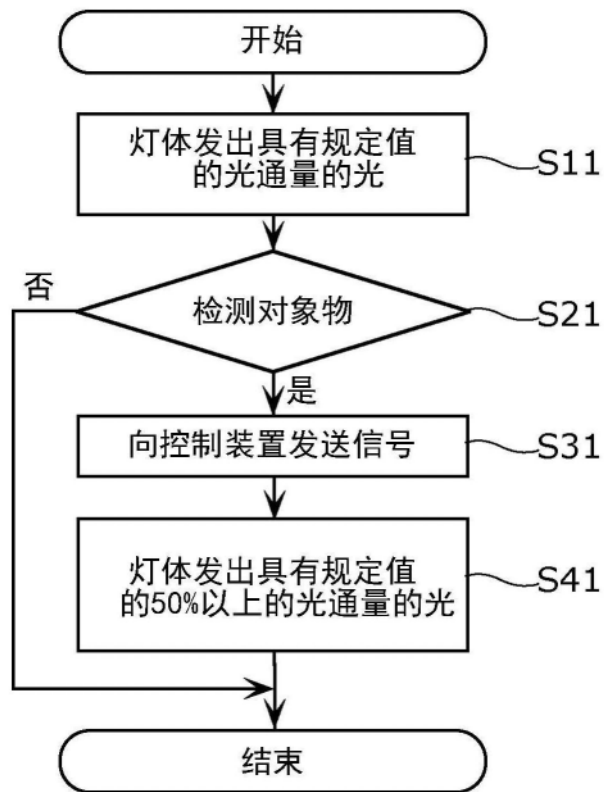 开始
灯体发出具有规定值
的光通量的光
S11
否
检测对象物
S21
是
向控制装置发送信号
S31
灯体发出具有规定值
的50%以上的光通量的光
S41
结束